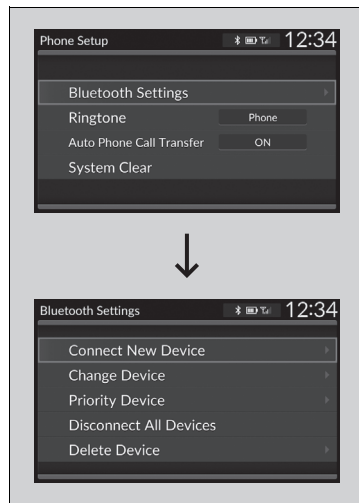 Phone Setup 12:34
Bluetooth Settings
Ringtone Phone
Auto Phone Call Transfer ON
System Clear
Bluetooth Settings 12:34
Connect New Device
Change Device
Priority Device
Disconnect All Devices
Delete Device